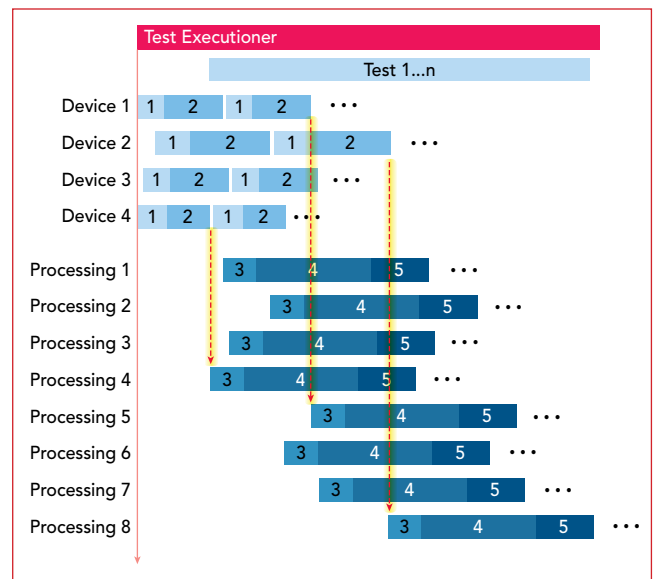 Test Executioner
Test 1...n
Device 1 1 2 1 2 ...
Device 2 1 2 1 2 ...
Device 3 1 2 1 2 ...
Device 4 1 2 1 2 ...
Processing 1 3 4 5 ...
Processing 2 3 4 5 ...
Processing 3 3 4 5 ...
Processing 4 3 4 5 ...
Processing 5 3 4 5 ...
Processing 6 3 4 5 ...
Processing 7 3 4 5 ...
Processing 8 3 4 5 ...